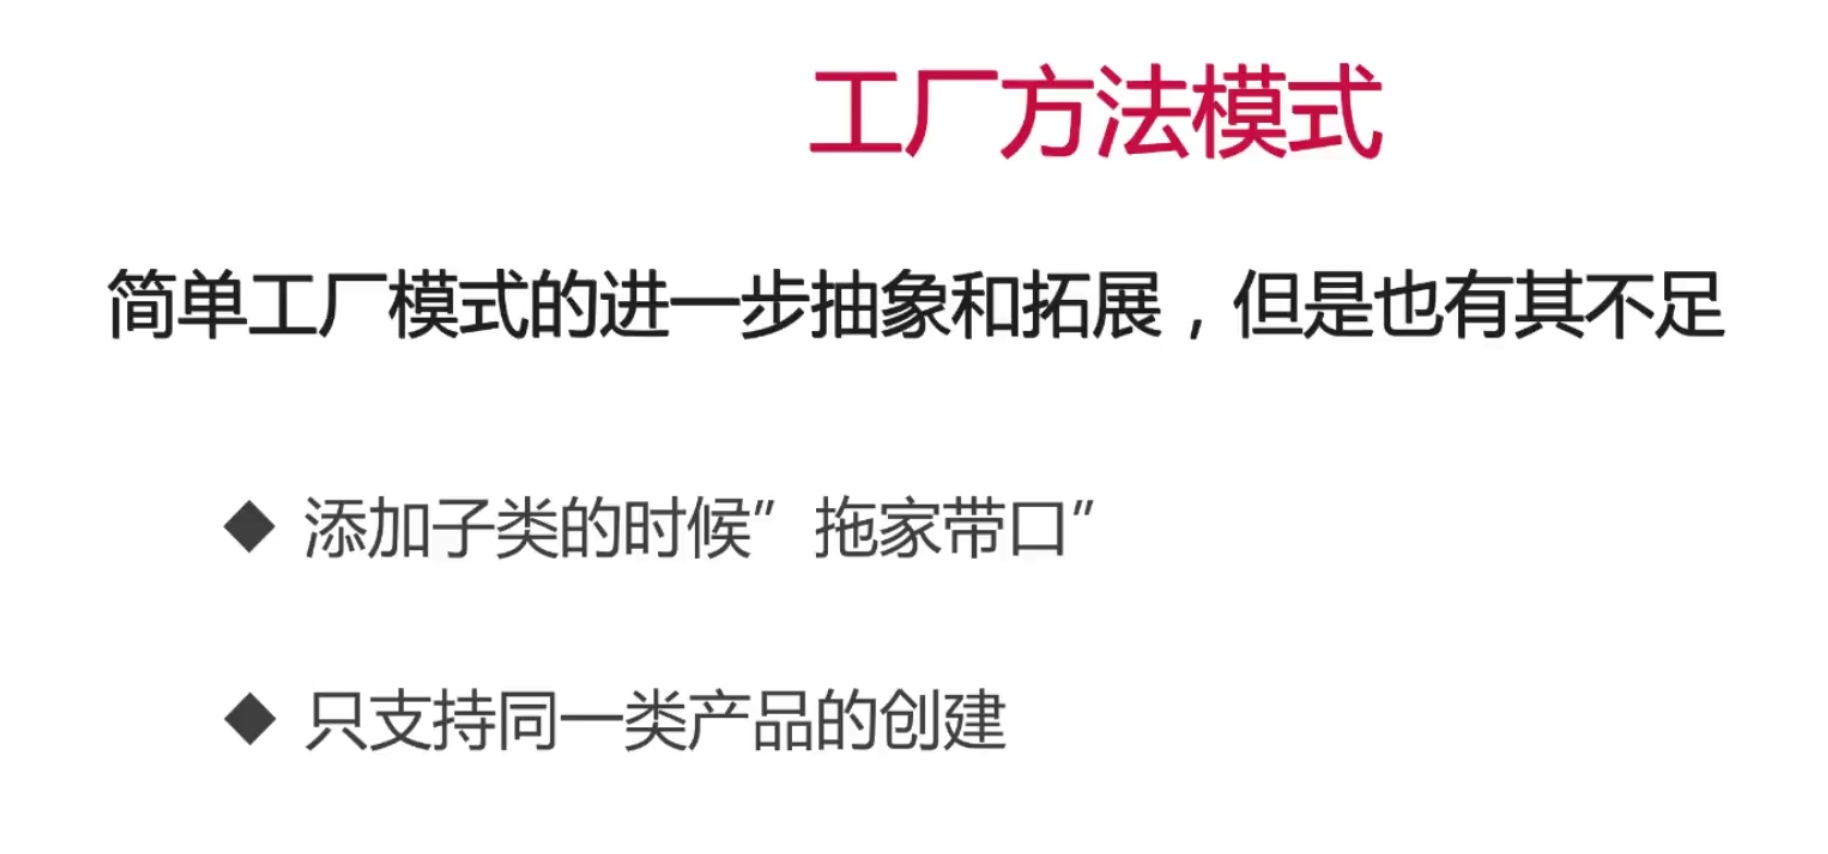 工厂方法模式
简单工厂模式的进一步抽象和拓展，但是也有其不足
◆ 添加子类的时候”拖家带口”
◆ 只支持同一类产品的创建